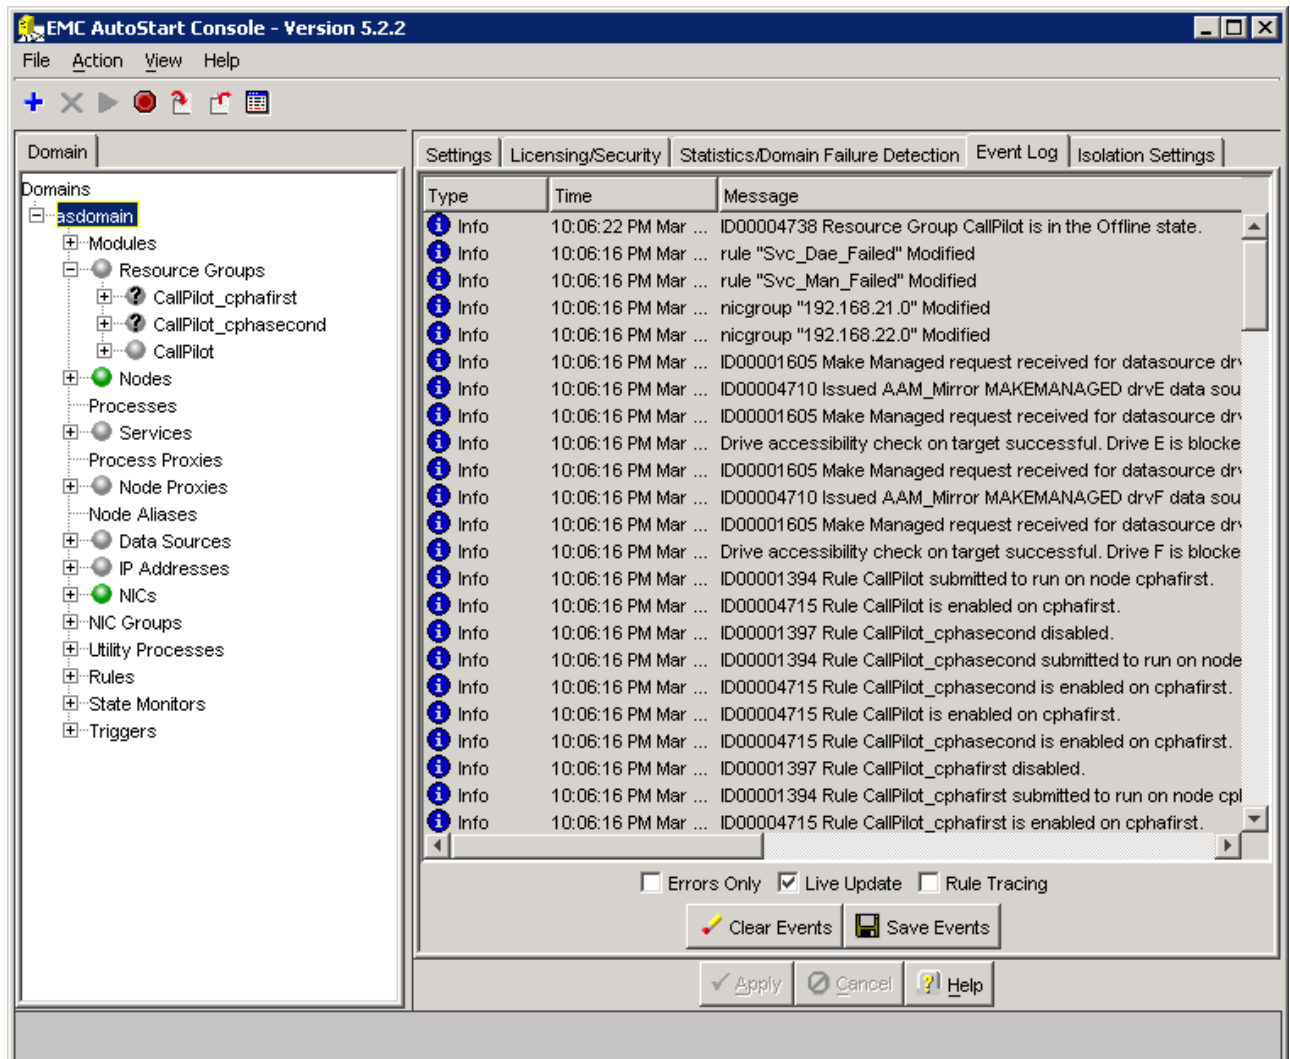 EMC AutoStart Console - Version 5.2.2
File Action View Help
Domain
Domains
asdomain
Modules
Resource Groups
CallPilot_cphafirst
CallPilot_cphasecond
CallPilot
Nodes
Processes
Services
Process Proxies
Node Proxies
Node Aliases
Data Sources
IP Addresses
NICs
NIC Groups
Utility Processes
Rules
State Monitors
Triggers
Settings Licensing/Security Statistics/Domain Failure Detection Event Log Isolation Settings
Type Time Message
Info 10:06:22 PM Mar ... ID00004738 Resource Group CallPilot is in the Offline state.
Info 10:06:16 PM Mar ... rule "Svc_Dae_Failed" Modified
Info 10:06:16 PM Mar ... rule "Svc_Man_Failed" Modified
Info 10:06:16 PM Mar ... nicgroup "192.168.21.0" Modified
Info 10:06:16 PM Mar ... nicgroup "192.168.22.0" Modified
Info 10:06:16 PM Mar ... ID00001605 Make Managed request received for datasource drv
Info 10:06:16 PM Mar ... ID00004710 Issued AAM_Mirror MAKEMANAGED drvE data sou
Info 10:06:16 PM Mar ... ID00001605 Make Managed request received for datasource drv
Info 10:06:16 PM Mar ... Drive accessibility check on target successful. Drive E is blocke
Info 10:06:16 PM Mar ... ID00001605 Make Managed request received for datasource drv
Info 10:06:16 PM Mar ... ID00004710 Issued AAM_Mirror MAKEMANAGED drvF data sou
Info 10:06:16 PM Mar ... ID00001605 Make Managed request received for datasource drv
Info 10:06:16 PM Mar ... Drive accessibility check on target successful. Drive F is blocke
Info 10:06:16 PM Mar ... ID00001394 Rule CallPilot submitted to run on node cphafirst.
Info 10:06:16 PM Mar ... ID00004715 Rule CallPilot is enabled on cphafirst.
Info 10:06:16 PM Mar ... ID00001397 Rule CallPilot_cphasecond disabled.
Info 10:06:16 PM Mar ... ID00001394 Rule CallPilot_cphasecond submitted to run on node
Info 10:06:16 PM Mar ... ID00004715 Rule CallPilot_cphasecond is enabled on cphafirst.
Info 10:06:16 PM Mar ... ID00004715 Rule CallPilot is enabled on cphafirst.
Info 10:06:16 PM Mar ... ID00004715 Rule CallPilot_cphasecond is enabled on cphafirst.
Info 10:06:16 PM Mar ... ID00001397 Rule CallPilot_cphafirst disabled.
Info 10:06:16 PM Mar ... ID00001394 Rule CallPilot_cphafirst submitted to run on node cpl
Info 10:06:16 PM Mar ... ID00004715 Rule CallPilot_cphafirst is enabled on cphafirst.
Errors Only Live Update Rule Tracing
Clear Events Save Events
Apply Cancel Help